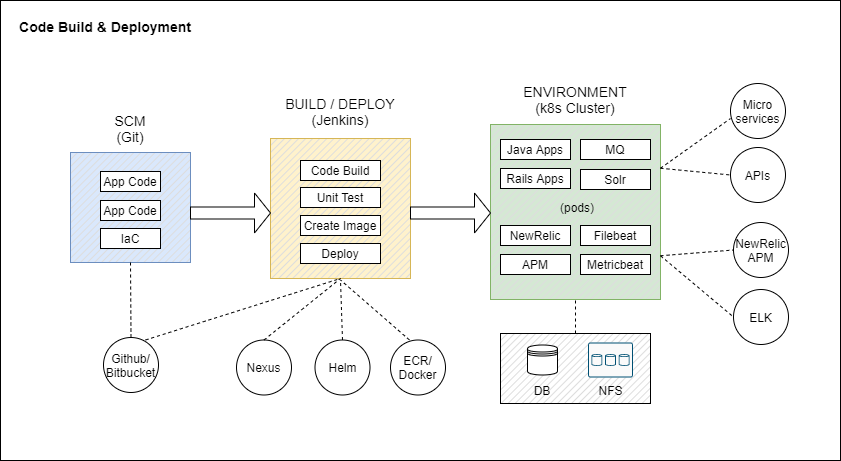 Code Build & Deployment
SCM
(Git)
App Code
App Code
IaC
BUILD / DEPLOY
(Jenkins)
Code Build
Unit Test
Create Image
Deploy
ENVIRONMENT
(k8s Cluster)
Java Apps
MQ
Rails Apps
Solr
(pods)
NewRelic
Filebeat
APM
Metricbeat
Micro
services
APIs
NewRelic
APM
ELK
Github/
Bitbucket
Nexus
Helm
ECR/
Docker
DB
NFS